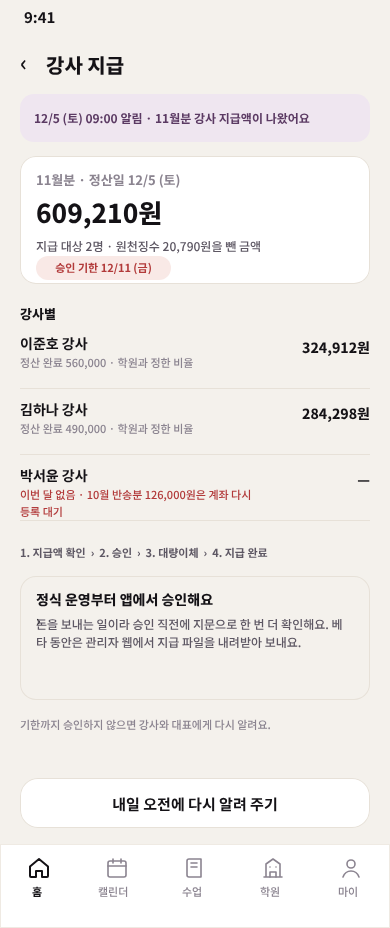 9:41
‹ 강사 지급
12/5 (토) 09:00 알림 · 11월분 강사 지급액이 나왔어요
11월분 · 정산일 12/5 (토)
609,210원
지급 대상 2명 · 원천징수 20,790원을 뺀 금액
승인 기한 12/11 (금)
강사별
이준호 강사
324,912원
정산 완료 560,000 · 학원과 정한 비율
김하나 강사
284,298원
정산 완료 490,000 · 학원과 정한 비율
박서윤 강사
—
이번 달 없음 · 10월 반송분 126,000원은 계좌 다시
등록 대기
1. 지급액 확인 › 2. 승인 › 3. 대량이체 › 4. 지급 완료
정식 운영부터 앱에서 승인해요
돈을 보내는 일이라 승인 직전에 지문으로 한 번 더 확인해요. 베
타 동안은 관리자 웹에서 지급 파일을 내려받아 보내요.
기한까지 승인하지 않으면 강사와 대표에게 다시 알려요.
내일 오전에 다시 알려 주기
홈
캘린더
수업
학원
마이